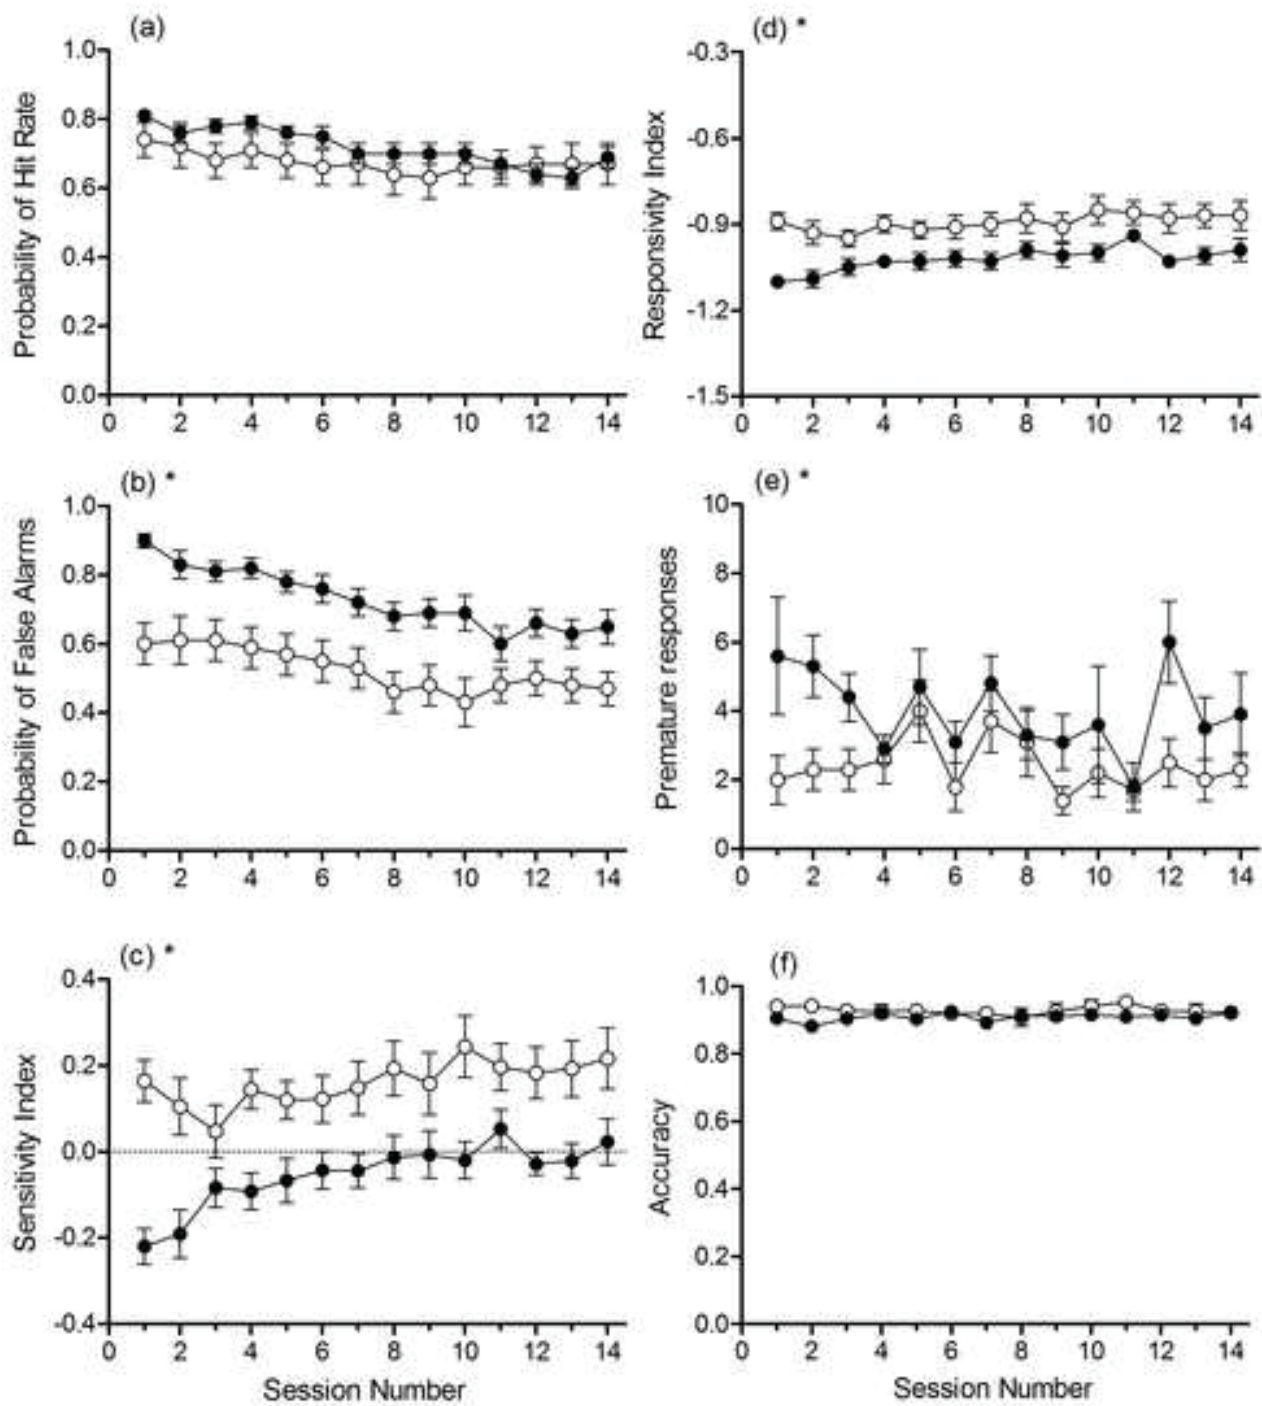 (a)
1.0
0.8
0.6
0.4
0.2
0.0
0 2 4 6 8 10 12 14
Probability of Hit Rate
(b) *
1.0
0.8
0.6
0.4
0.2
0.0
0 2 4 6 8 10 12 14
Probability of False Alarms
(c) *
0.4
0.2
0.0
-0.2
-0.4
0 2 4 6 8 10 12 14
Sensitivity Index
Session Number
(d) *
-0.3
-0.6
-0.9
-1.2
-1.5
0 2 4 6 8 10 12 14
Responsivity Index
(e) *
10
8
6
4
2
0
0 2 4 6 8 10 12 14
Premature responses
(f)
1.0
0.8
0.6
0.4
0.2
0.0
0 2 4 6 8 10 12 14
Accuracy
Session Number